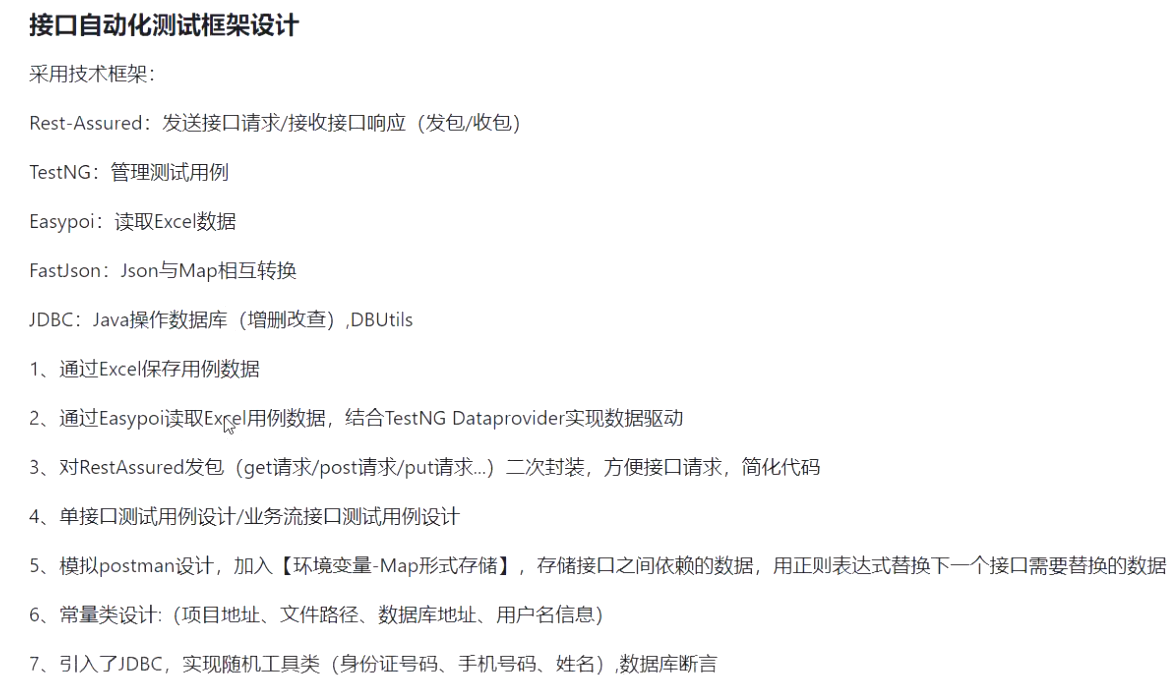 接口自动化测试框架设计
采用技术框架：
Rest-Assured：发送接口请求/接收接口响应（发包/收包）
TestNG：管理测试用例
Easypoi：读取Excel数据
FastJson：Json与Map相互转换
JDBC：Java操作数据库（增删改查）,DBUtils
1、通过Excel保存用例数据
2、通过Easypoi读取Excel用例数据，结合TestNG Dataprovider实现数据驱动
3、对RestAssured发包（get请求/post请求/put请求...）二次封装，方便接口请求，简化代码
4、单接口测试用例设计/业务流接口测试用例设计
5、模拟postman设计，加入【环境变量-Map形式存储】，存储接口之间依赖的数据，用正则表达式替换下一个接口需要替换的数据
6、常量类设计:（项目地址、文件路径、数据库地址、用户名信息）
7、引入了JDBC，实现随机工具类（身份证号码、手机号码、姓名）,数据库断言